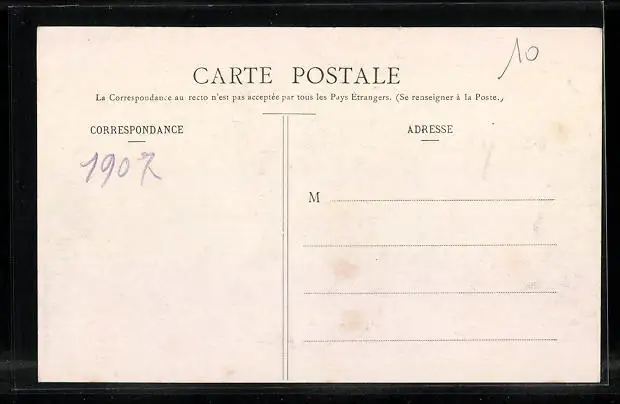 10
CARTE POSTALE
La Correspondance au recto n'est pas acceptée par tous les Pays Étrangers. (Se renseigner à la Poste.)
CORRESPONDANCE
ADRESSE
1907
M